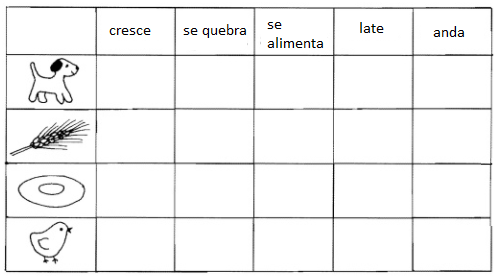 cresce
se quebra
se
alimenta
late
anda